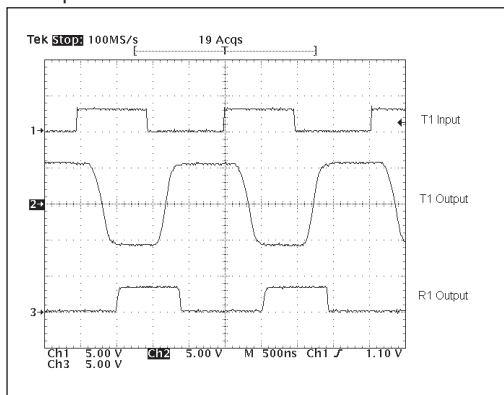 Tek Stop: 100MS/s 19 Acqs
T
1→
T1 Input
2→
T1 Output
3→
R1 Output
Ch1 5.00 V Ch2 5.00 V M 500ns Ch1 ƒ 1.10 V
Ch3 5.00 V